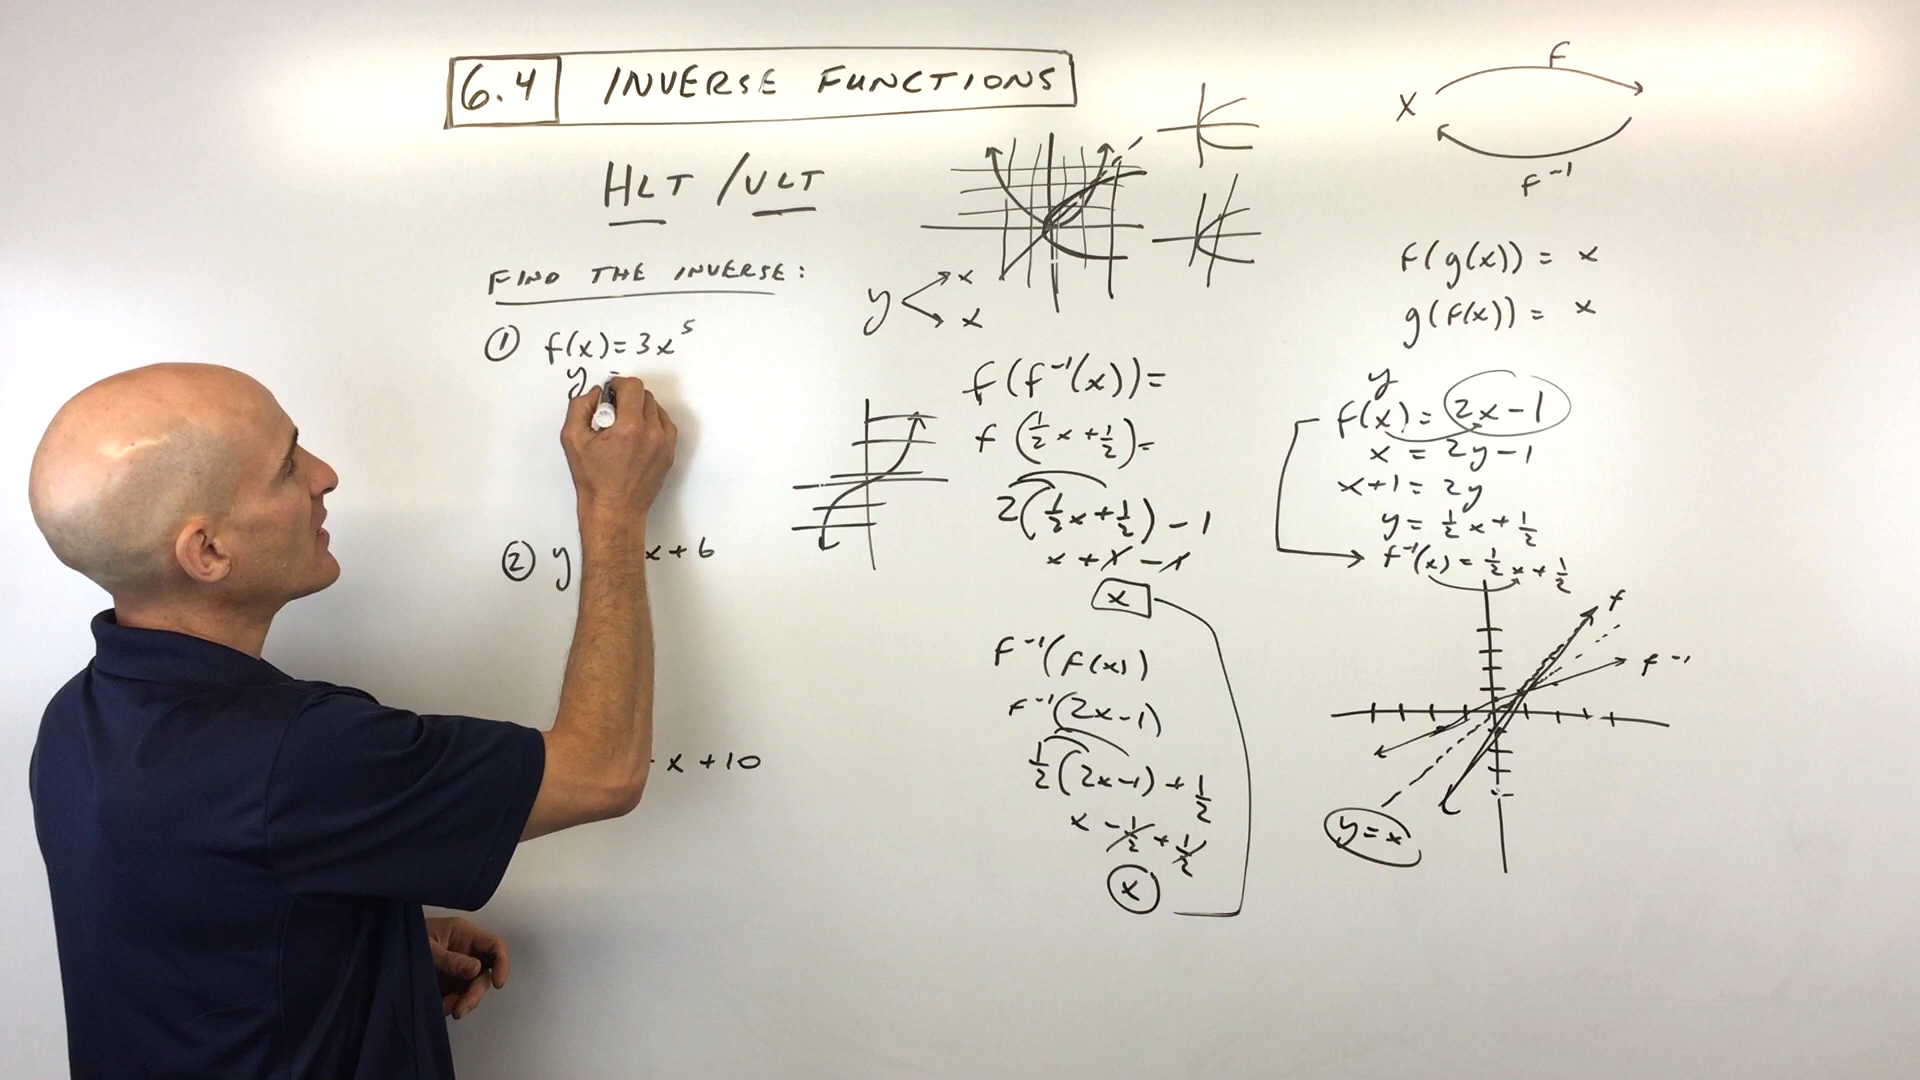 6.4 INVERSE FUNCTIONS
HLT / VLT
FIND THE INVERSE:
① f(x) = 3x⁵
y =
② y x + 6
x + 10
y < x
x
f(f⁻¹(x)) =
f(½x + ½) =
2(½x + ½) - 1
x + 1 - 1
x
f⁻¹(f(x))
f⁻¹(2x-1)
½(2x-1) + ½
x - ½ + ½
x
F
X
F⁻¹
f(g(x)) = x
g(f(x)) = x
y
f(x) = 2x - 1
x = 2y - 1
x + 1 = 2y
y = ½x + ½
f⁻¹(x) = ½x + ½
f
f⁻¹
y = x